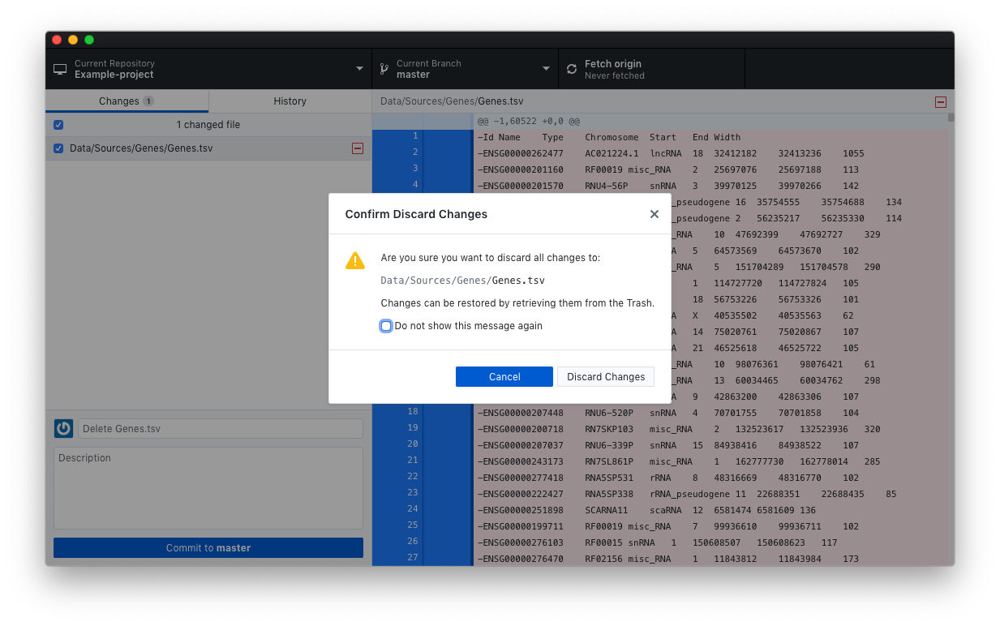 Current Repository
Example-project
Current Branch
master
Fetch origin
Never fetched
Changes 1
History
Data/Sources/Genes/Genes.tsv
1 changed file
Data/Sources/Genes/Genes.tsv
@@ -1,60522 +0,0 @@
1 -Id Name Type Chromosome Start End Width
2 -ENSG00000262477 AC021224.1 lncRNA 18 32412182 32413236 1055
3 -ENSG00000201160 RF00019 misc_RNA 2 25697076 25697188 113
4 -ENSG00000201570 RNU4-56P snRNA 3 39970125 39970266 142
_pseudogene 16 35754555 35754688 134
_pseudogene 2 56235217 56235330 114
_RNA 10 47692399 47692727 329
A 5 64573569 64573670 102
_RNA 5 151704289 151704578 290
1 114727720 114727824 105
18 56753226 56753326 101
A X 40535502 40535563 62
A 14 75020761 75020867 107
A 21 46525618 46525722 105
_RNA 10 98076361 98076421 61
_RNA 13 60034465 60034762 298
A 9 42863200 42863306 107
18 -ENSG00000207448 RNU6-520P snRNA 4 70701755 70701858 104
19 -ENSG00000200718 RN7SKP103 misc_RNA 2 132523617 132523936 320
20 -ENSG00000207037 RNU6-339P snRNA 15 84938416 84938522 107
21 -ENSG00000243173 RN7SL861P misc_RNA 1 162777730 162778014 285
22 -ENSG00000277418 RNA5SP531 rRNA 8 48316669 48316770 102
23 -ENSG00000222427 RNA5SP338 rRNA_pseudogene 11 22688351 22688435 85
24 -ENSG00000251898 SCARNA11 scaRNA 12 6581474 6581609 136
25 -ENSG00000199711 RF00019 misc_RNA 7 99936610 99936711 102
26 -ENSG00000276103 RF00015 snRNA 1 150608507 150608623 117
27 -ENSG00000276470 RF02156 misc_RNA 1 11843812 11843984 173
Confirm Discard Changes
Are you sure you want to discard all changes to:
Data/Sources/Genes/Genes.tsv
Changes can be restored by retrieving them from the Trash.
Do not show this message again
Cancel
Discard Changes
Delete Genes.tsv
Description
Commit to master